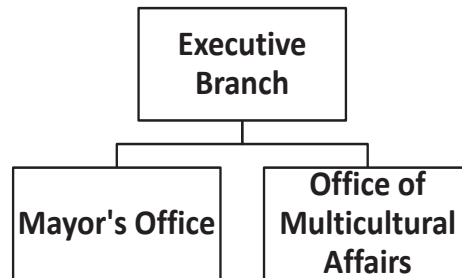 Executive
Branch
Mayor's Office
Office of
Multicultural
Affairs